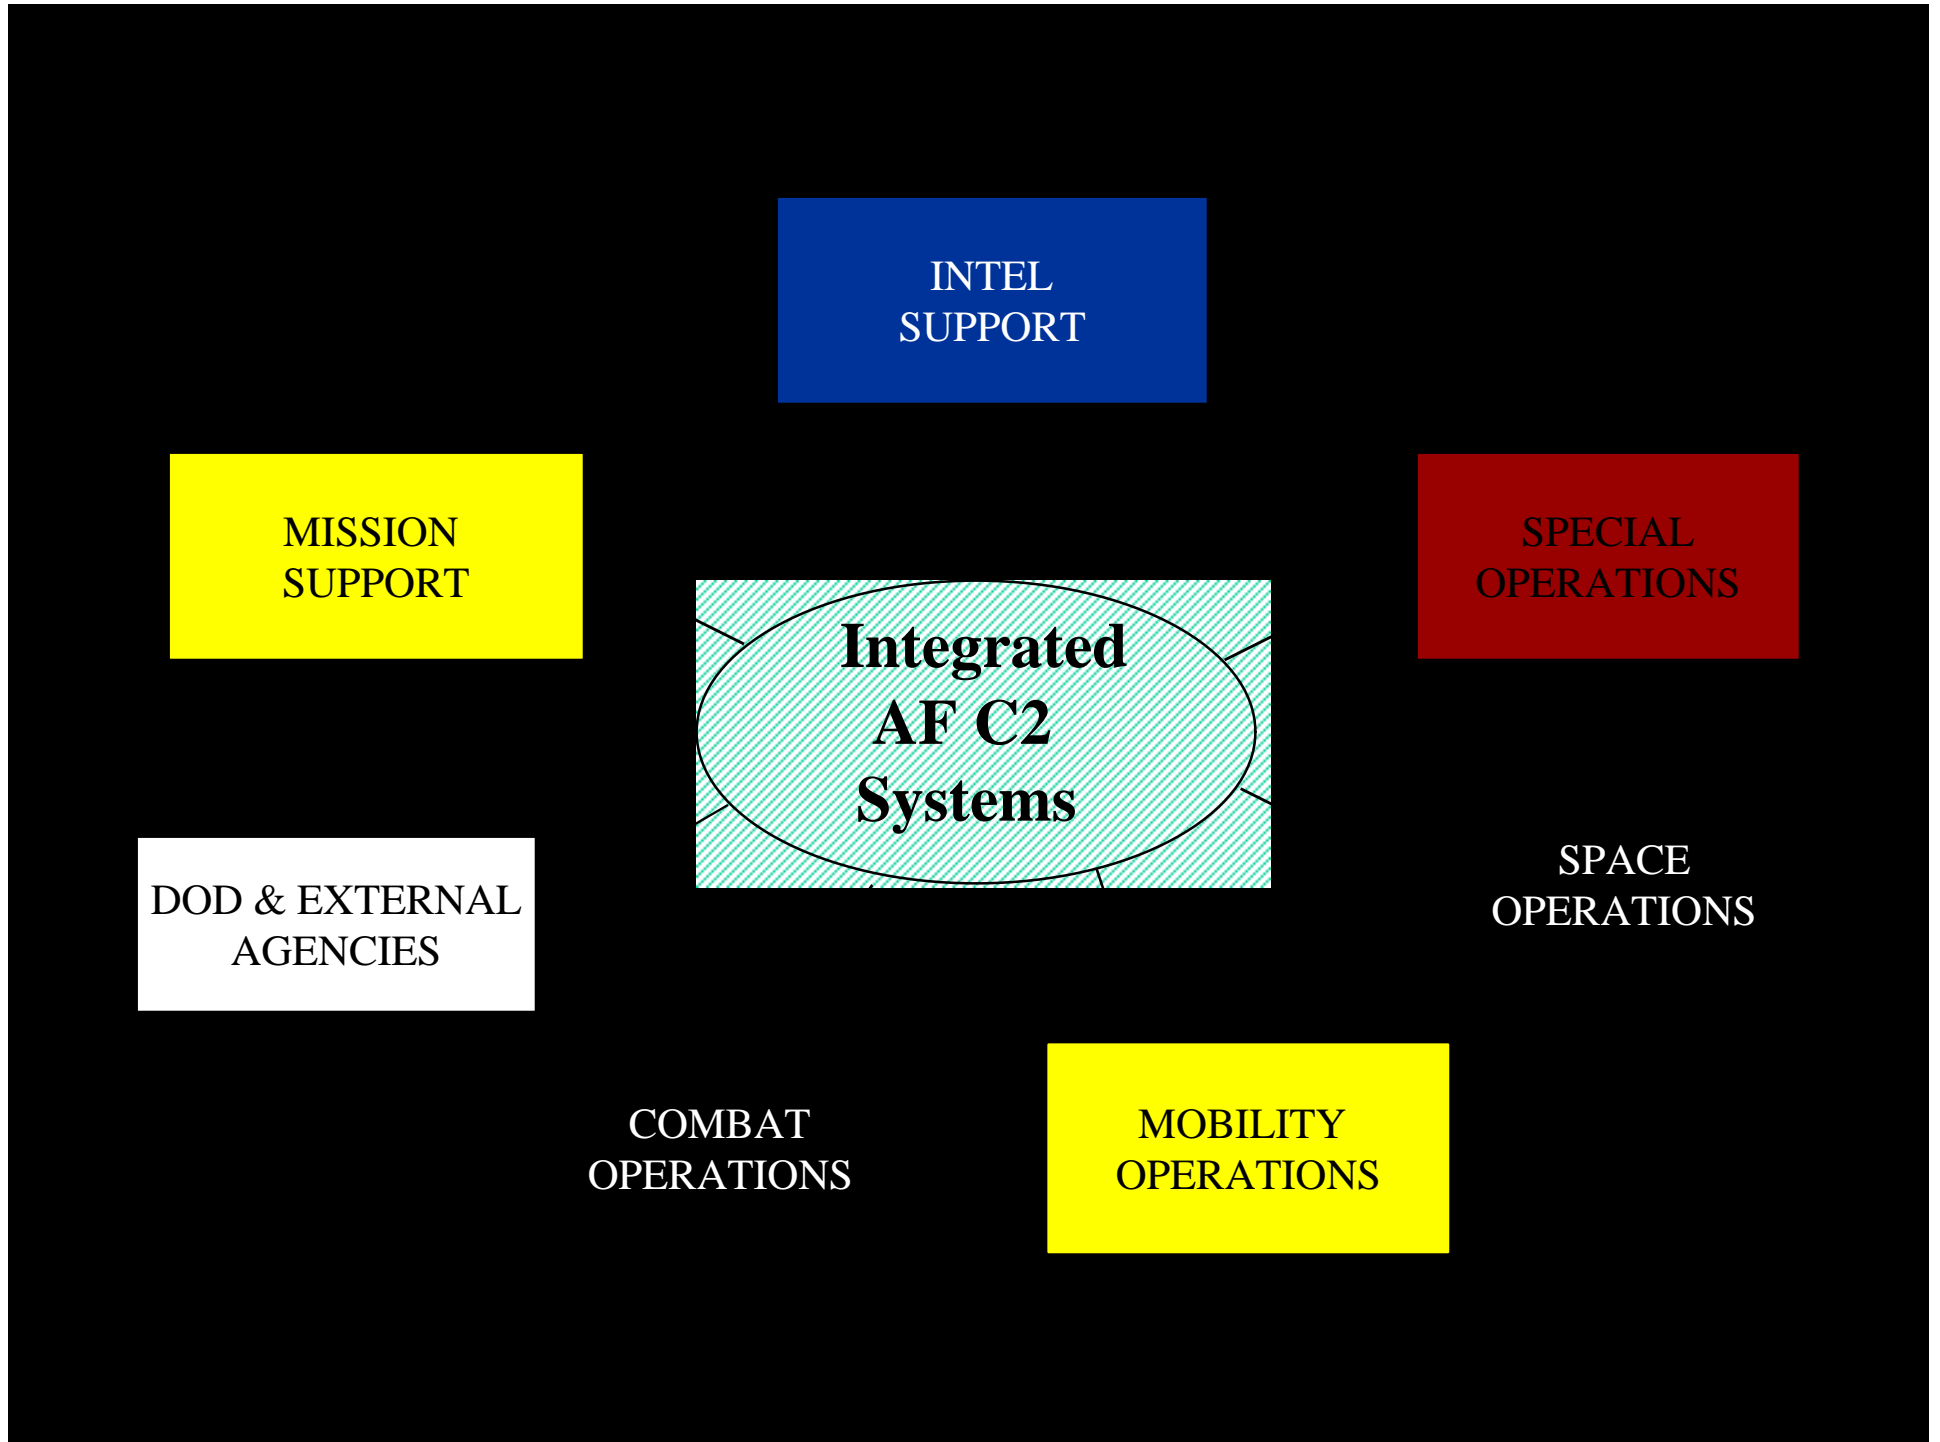 INTEL
SUPPORT
MISSION
SUPPORT
SPECIAL
OPERATIONS
Integrated
AF C2
Systems
DOD & EXTERNAL
AGENCIES
SPACE
OPERATIONS
COMBAT
OPERATIONS
MOBILITY
OPERATIONS